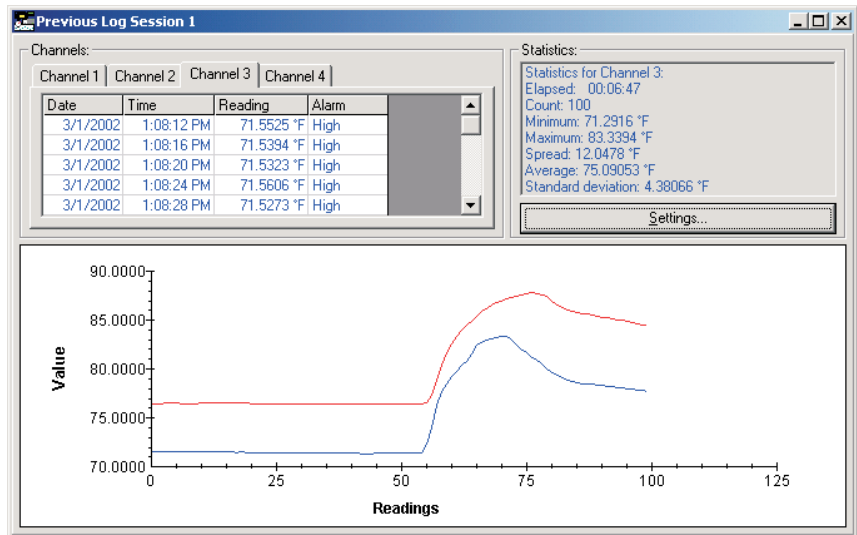 Previous Log Session 1
Channels:
Channel 1 Channel 2 Channel 3 Channel 4
Date Time Reading Alarm
3/1/2002 1:08:12 PM 71.5525 °F High
3/1/2002 1:08:16 PM 71.5394 °F High
3/1/2002 1:08:20 PM 71.5323 °F High
3/1/2002 1:08:24 PM 71.5606 °F High
3/1/2002 1:08:28 PM 71.5273 °F High
Statistics:
Statistics for Channel 3:
Elapsed: 00:06:47
Count: 100
Minimum: 71.2916 °F
Maximum: 83.3394 °F
Spread: 12.0478 °F
Average: 75.09053 °F
Standard deviation: 4.38066 °F
Settings...
90.0000
85.0000
80.0000
75.0000
70.0000
Value
0 25 50 75 100 125
Readings